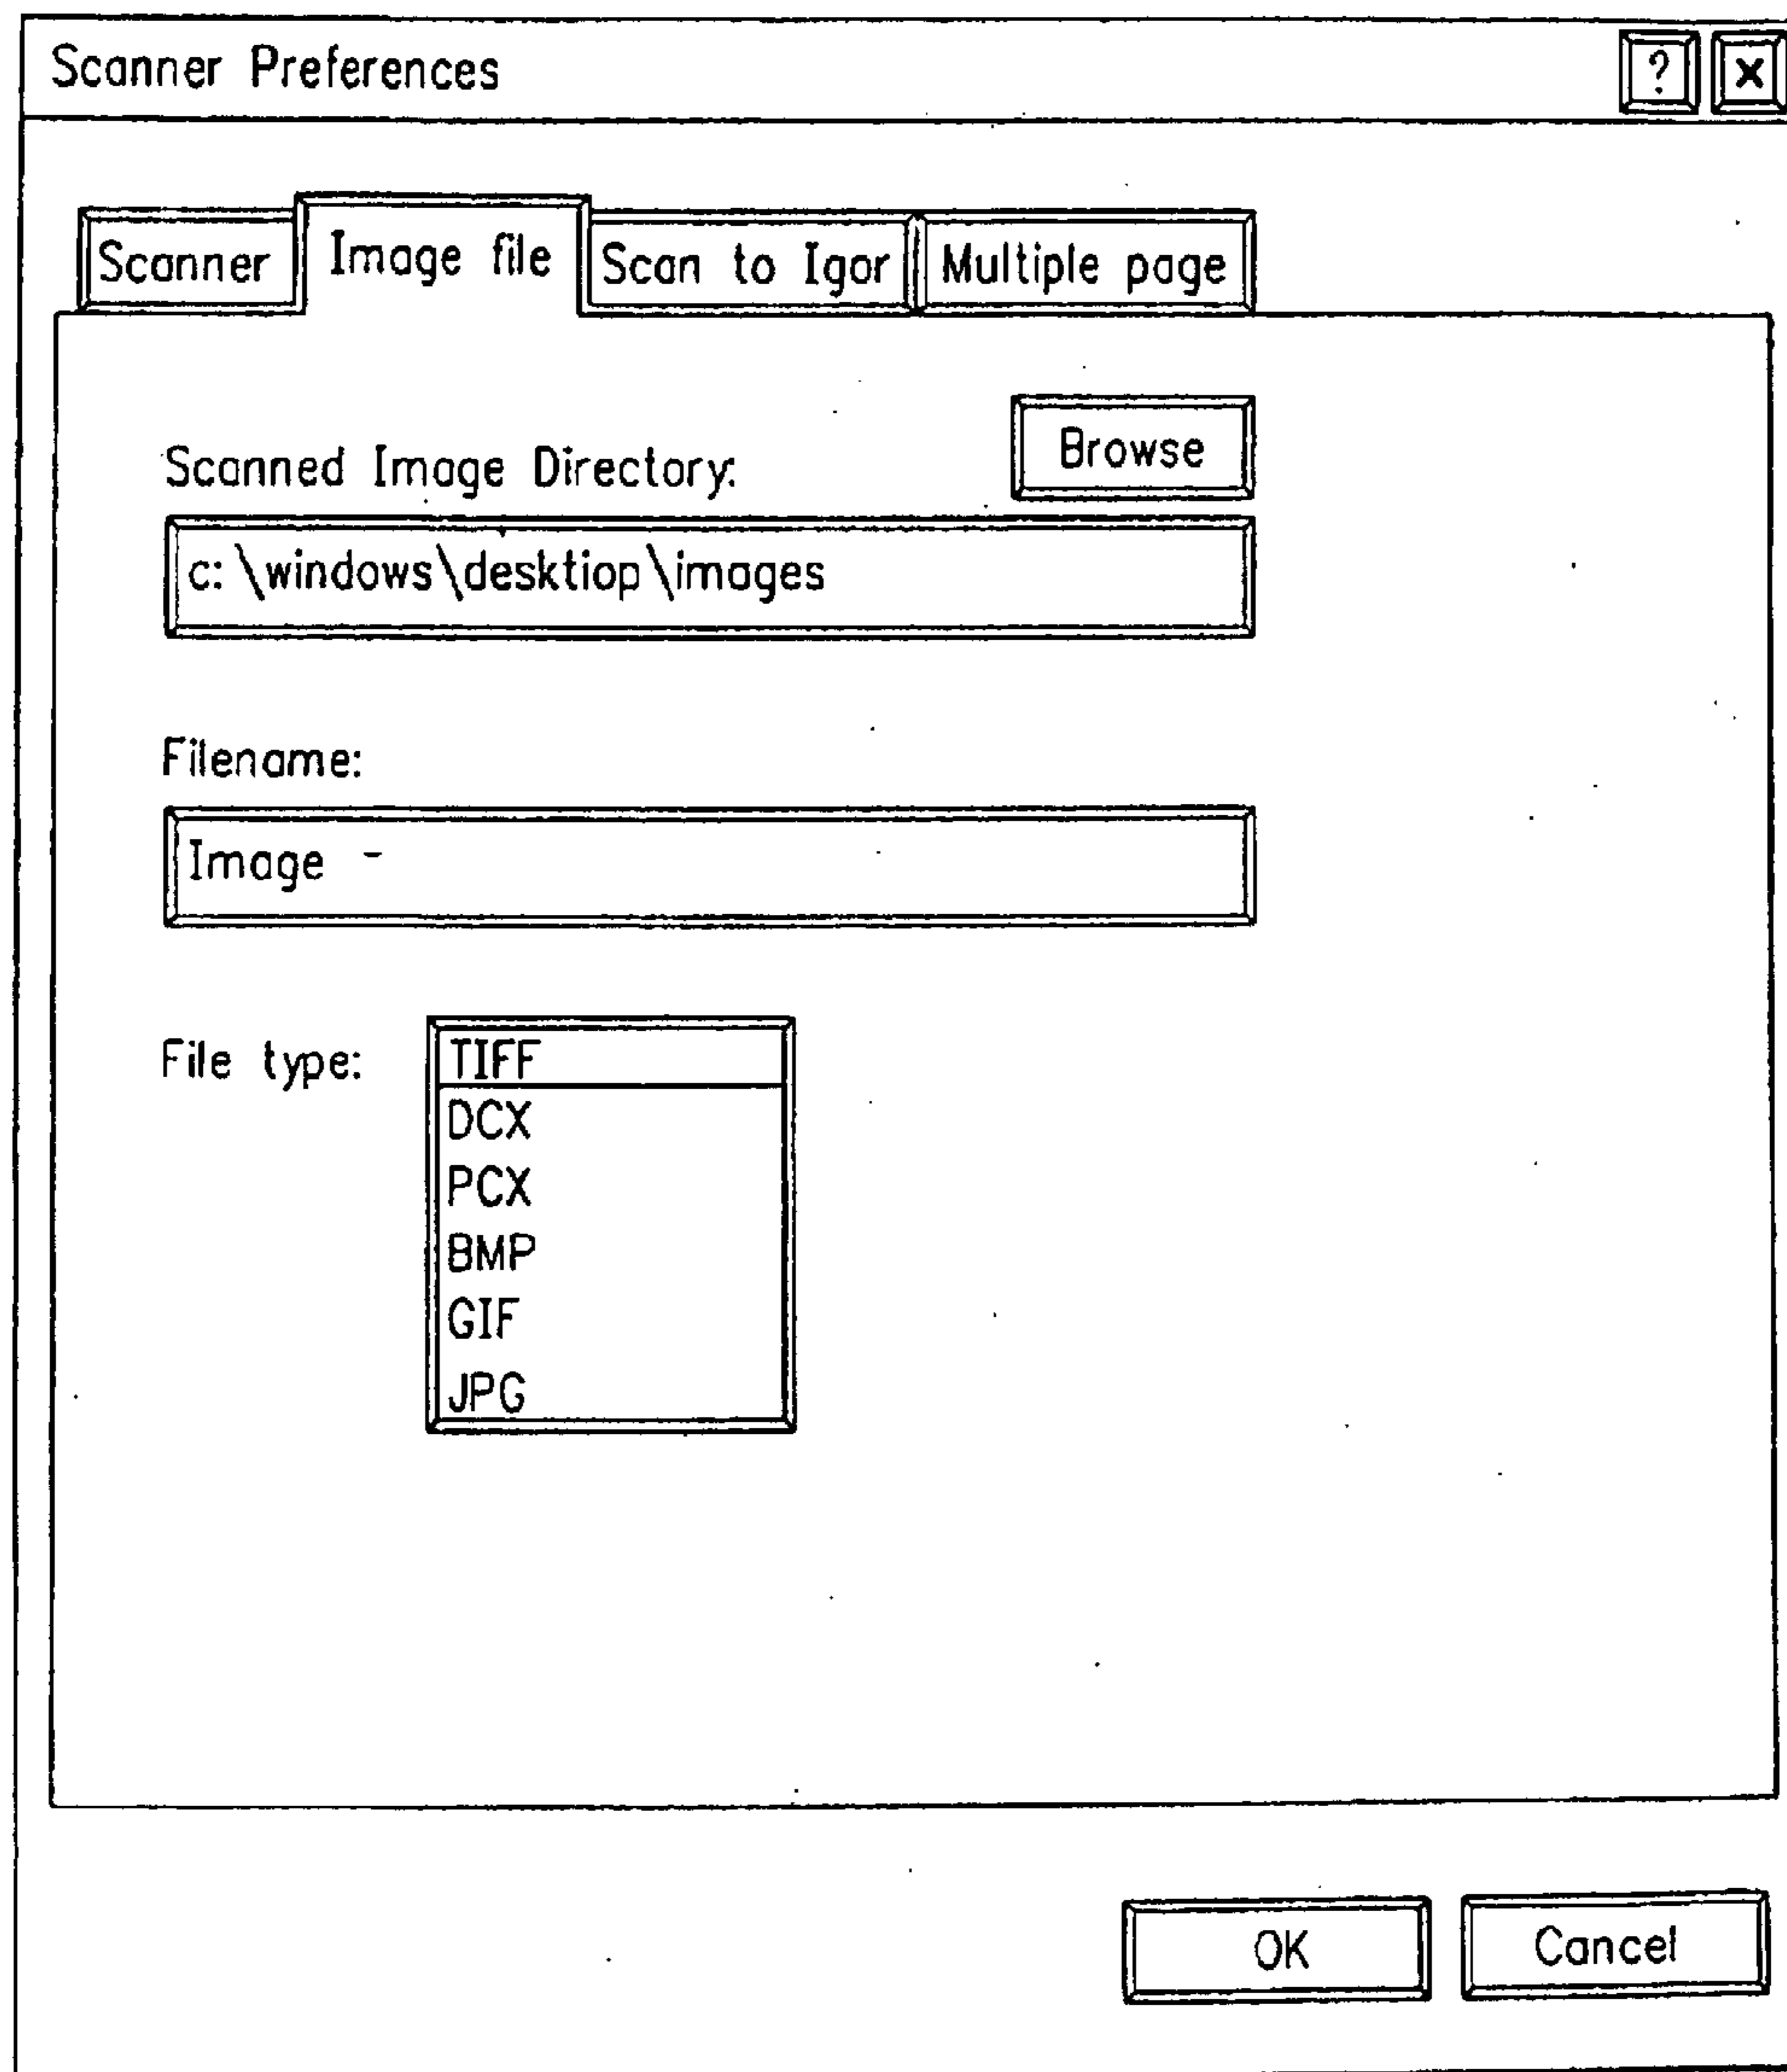 Scanner Preferences ? x
Scanner Image file Scan to Igor Multiple page
Browse
Scanned Image Directory:
c:\windows\desktiop\images
Filename:
Image -
File type: TIFF
DCX
PCX
BMP
GIF
JPG
OK Cancel